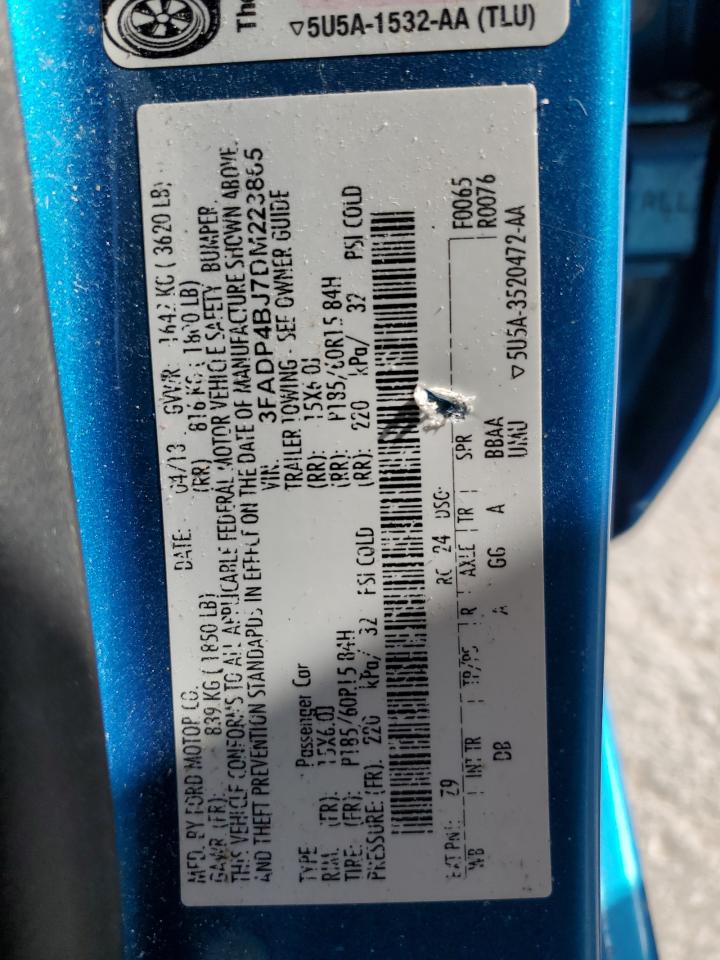 The
▽5U5A-1532-AA (TLU)
MFD. BY FORD MOTOR CO.
DATE: 04/13 GVWR: 1642 KG ( 3620 LB)
GAWR (FR): 839 KG ( 1850 LB) (RR) 816 KG ( 1800 LB)
THIS VEHICLE CONFORMS TO ALL APPLICABLE FEDERAL MOTOR VEHICLE SAFETY BUMPER,
AND THEFT PREVENTION STANDARDS IN EFFECT ON THE DATE OF MANUFACTURE SHOWN ABOVE.
VIN: 3FADP4BJ7DM223865
TYPE Passenger Car TRAILER TOWING - SEE OWNER GUIDE
RIM: (FR): 15X6.0J (RR): 15X6.0J
TIRE: (FR): P185/60R15 84H (RR): P185/60R15 84H
PRESSURE: (FR): 220 kPa/ 32 PSI COLD (RR): 220 kPa/ 32 PSI COLD
EXT PNT: Z9 RC 24 DSO: F0065
WB INT TR TP/PS R AXLE TR SPR R0076
DB A GG A BBAA
UMU
▽5U5A-3520472-AA